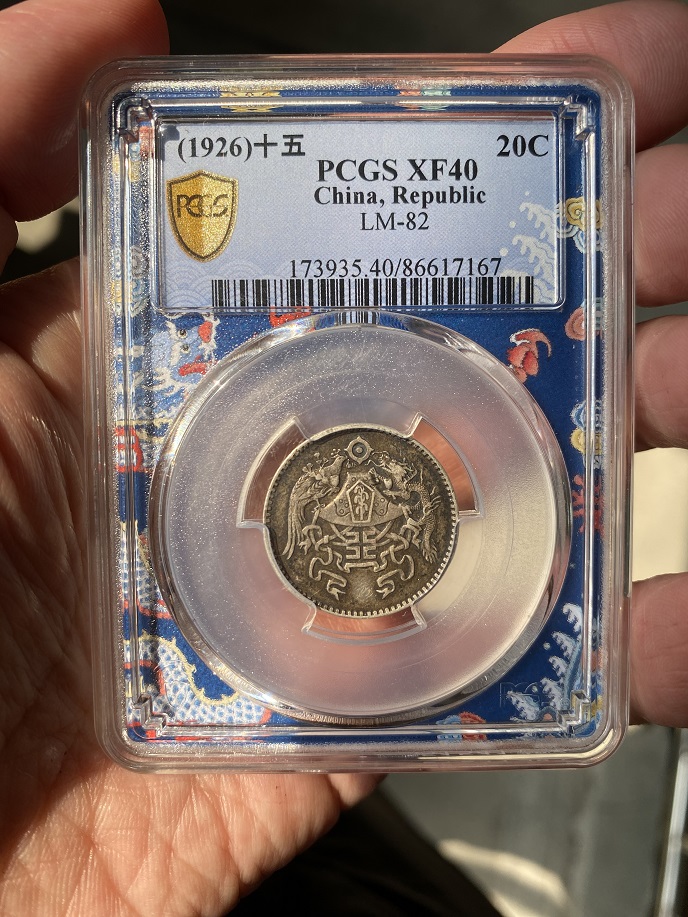 (1926)十五 20C
PCGS XF40
China, Republic
LM-82
PCGS
173935.40/86617167